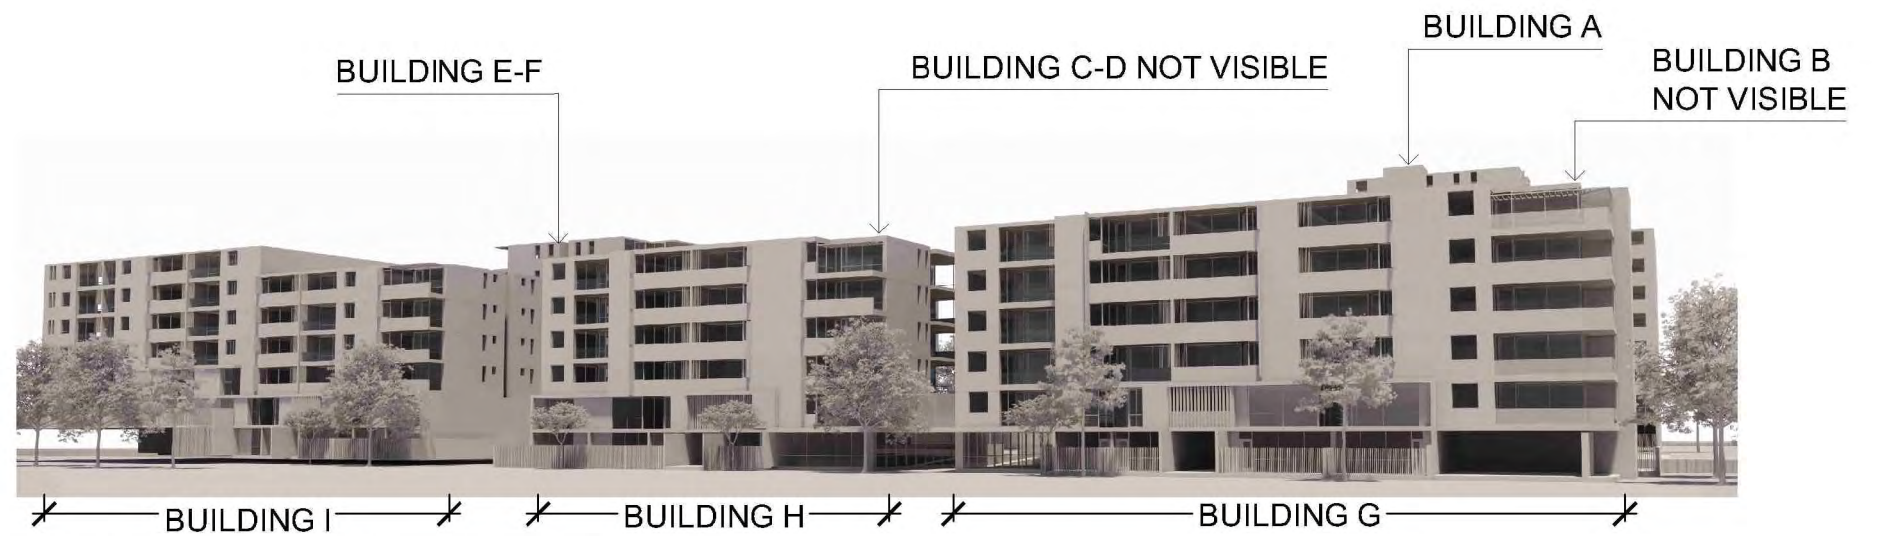 BUILDING A
BUILDING E-F
BUILDING C-D NOT VISIBLE
BUILDING B
NOT VISIBLE
BUILDING I
BUILDING H
BUILDING G